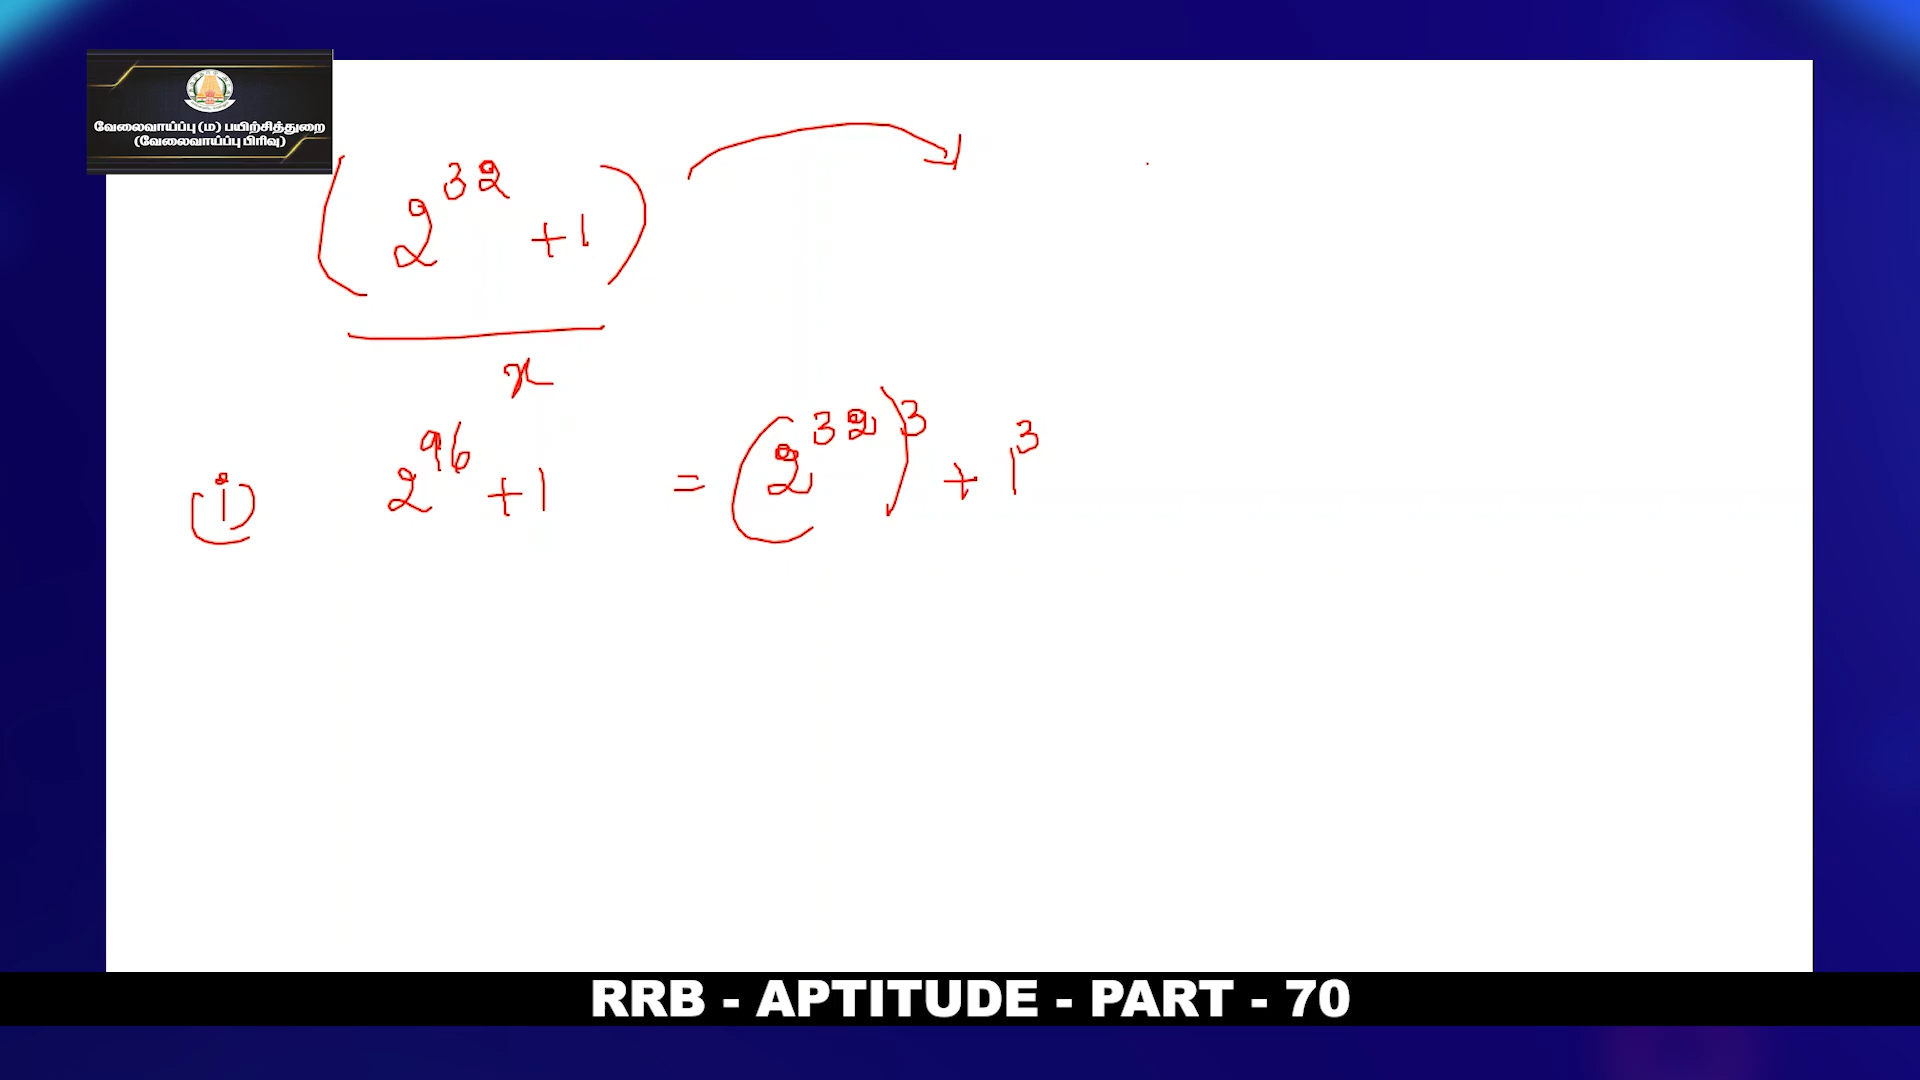 வேலைவாய்ப்பு (ம) பயிற்சித்துறை
(வேலைவாய்ப்பு பிரிவு)
(2^32 + 1)
x
(i) 2^96 + 1 = (2^32)^3 + 1^3
RRB - APTITUDE - PART - 70